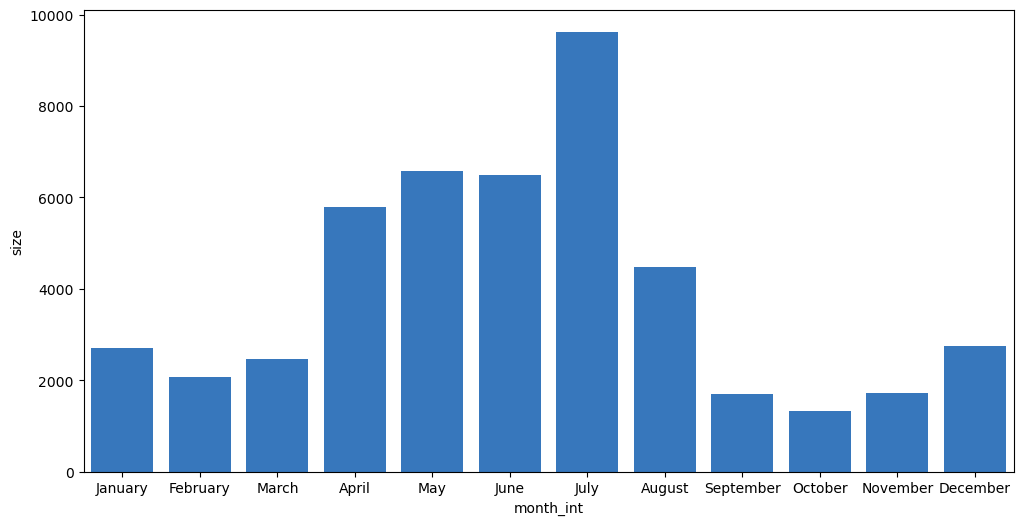 10000
8000
6000
4000
2000
0
size
January February March April May June July August September October November December
month_int